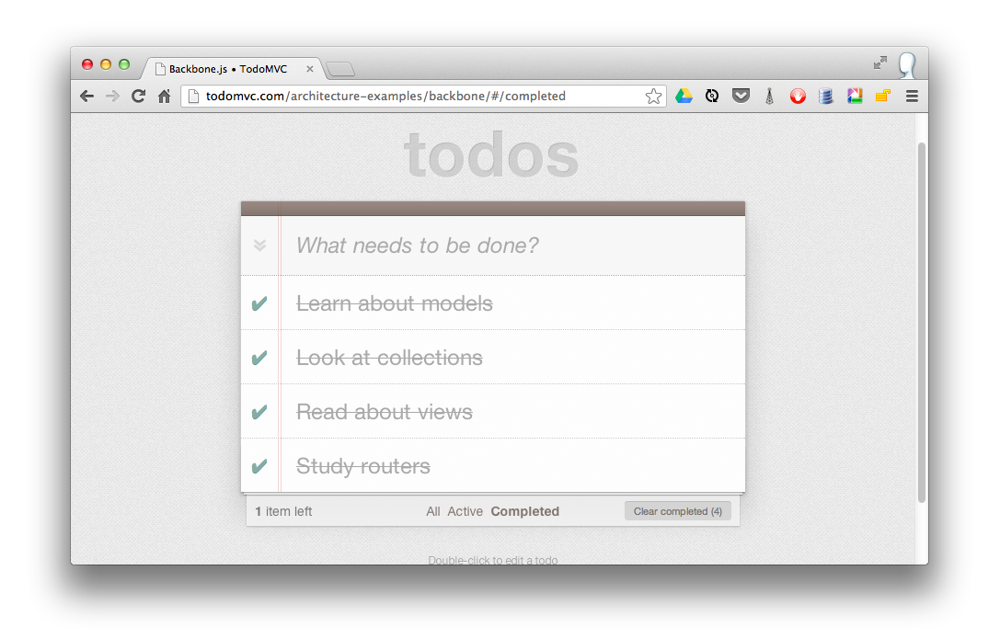 Backbone.js • TodoMVC
todomvc.com/architecture-examples/backbone/#/completed
todos
What needs to be done?
Learn about models
Look at collections
Read about views
Study routers
1 item left All Active Completed Clear completed (4)
Double-click to edit a todo